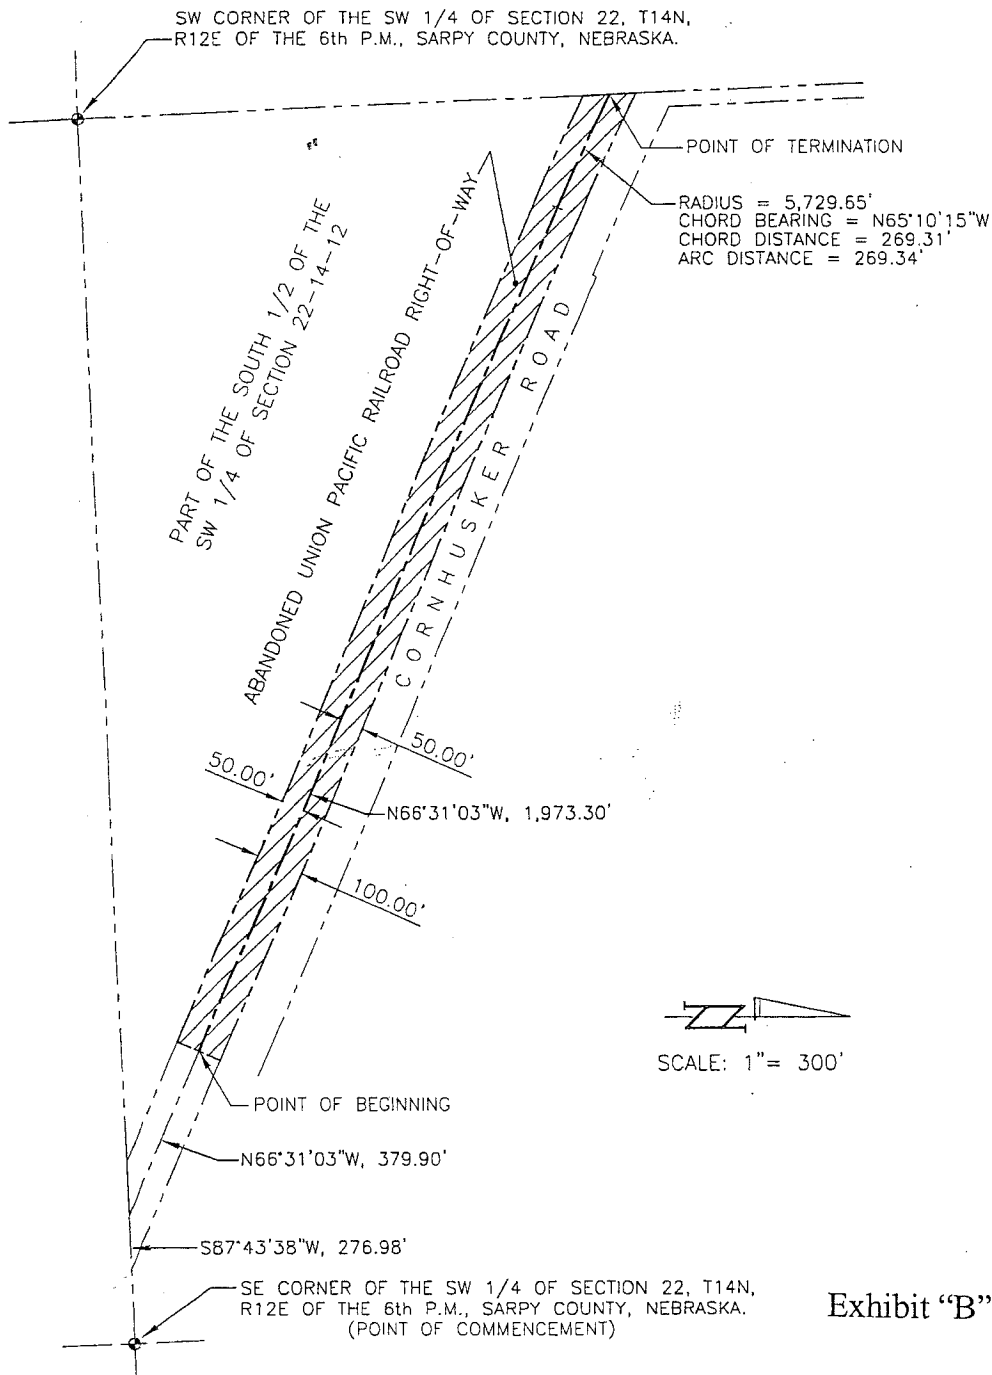 SW CORNER OF THE SW 1/4 OF SECTION 22, T14N,
R12E OF THE 6th P.M., SARPY COUNTY, NEBRASKA.
POINT OF TERMINATION
RADIUS = 5,729.65'
CHORD BEARING = N65°10'15"W
CHORD DISTANCE = 269.31'
ARC DISTANCE = 269.34'
PART OF THE SOUTH 1/2 OF THE
SW 1/4 OF SECTION 22-14-12
ABANDONED UNION PACIFIC RAILROAD RIGHT-OF-WAY
CORNHUSKER ROAD
50.00'
50.00'
N66°31'03"W, 1,973.30'
100.00'
SCALE: 1"= 300'
POINT OF BEGINNING
N66°31'03"W, 379.90'
S87°43'38"W, 276.98'
SE CORNER OF THE SW 1/4 OF SECTION 22, T14N,
R12E OF THE 6th P.M., SARPY COUNTY, NEBRASKA.
(POINT OF COMMENCEMENT)
Exhibit “B”